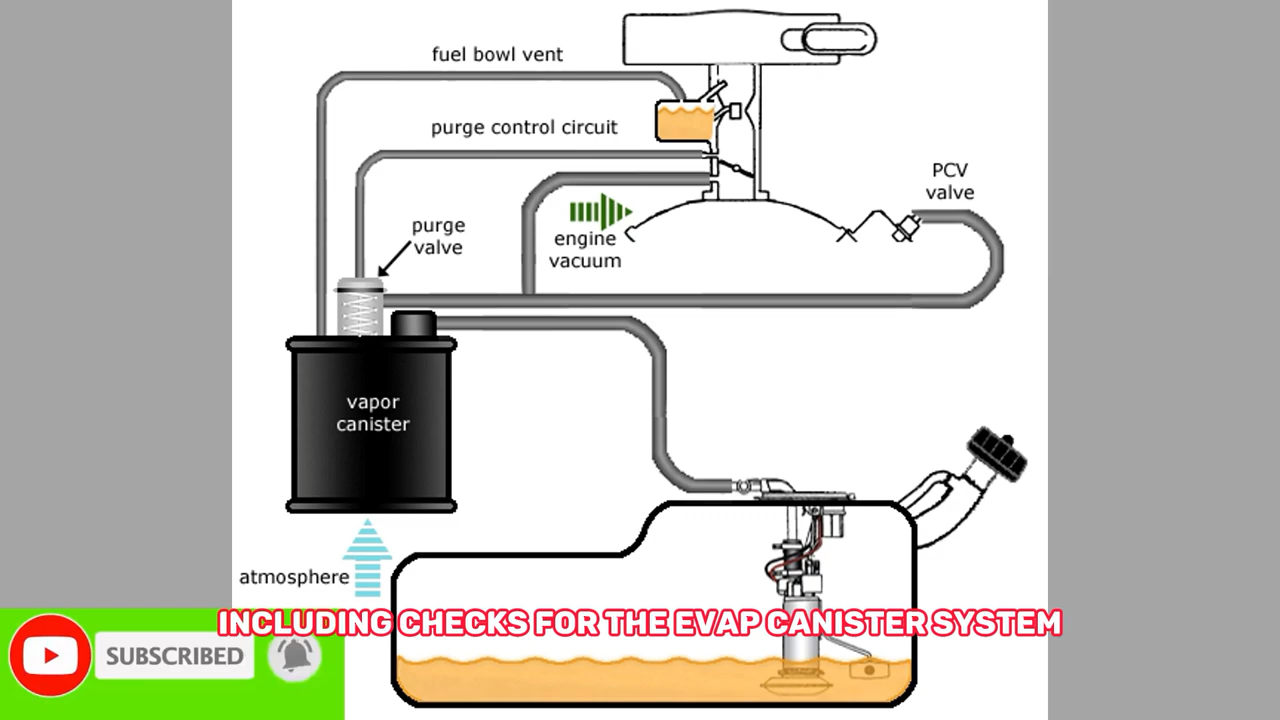 fuel bowl vent
purge control circuit
PCV
valve
purge
valve
engine
vacuum
vapor
canister
atmosphere
INCLUDING CHECKS FOR THE EVAP CANISTER SYSTEM
SUBSCRIBED